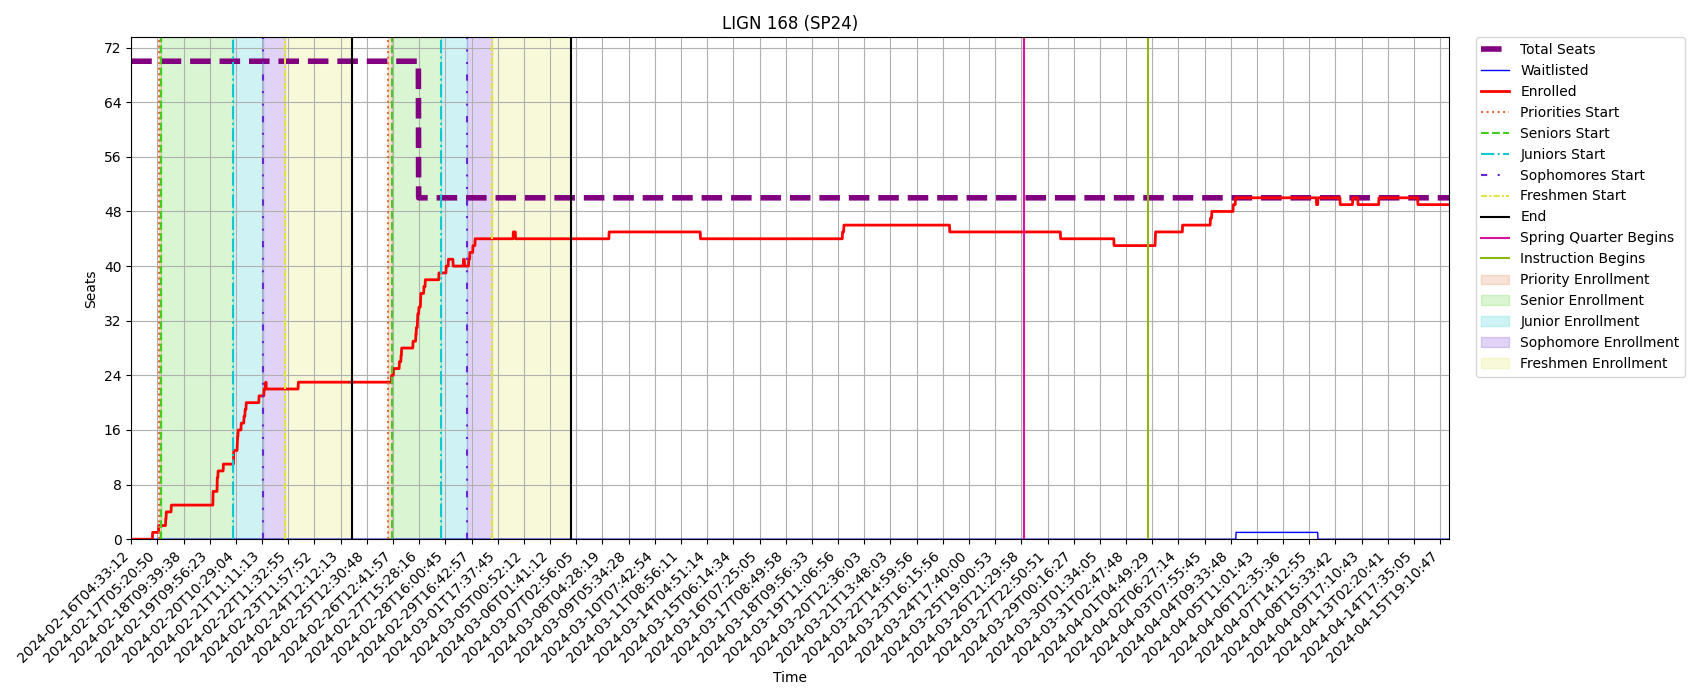 LIGN 168 (SP24)
72
64
56
48
40
32
24
16
8
0
Seats
2024-02-16T04:33:12
2024-02-17T05:20:50
2024-02-18T09:39:38
2024-02-19T09:56:23
2024-02-20T10:29:04
2024-02-21T11:11:13
2024-02-22T11:32:55
2024-02-23T11:57:52
2024-02-24T12:12:13
2024-02-25T12:30:48
2024-02-26T12:41:57
2024-02-27T15:28:16
2024-02-28T16:00:45
2024-02-29T16:42:57
2024-03-01T17:37:45
2024-03-05T00:52:12
2024-03-06T01:41:12
2024-03-07T02:56:05
2024-03-08T04:28:19
2024-03-09T05:34:28
2024-03-10T07:42:54
2024-03-11T08:56:11
2024-03-14T04:51:14
2024-03-15T06:14:34
2024-03-16T07:25:05
2024-03-17T08:49:58
2024-03-18T09:56:33
2024-03-19T11:06:56
2024-03-20T12:36:03
2024-03-21T13:48:03
2024-03-22T14:59:56
2024-03-23T16:15:56
2024-03-24T17:40:00
2024-03-25T19:00:53
2024-03-26T21:29:58
2024-03-27T22:50:51
2024-03-29T00:16:27
2024-03-30T01:34:05
2024-03-31T02:47:48
2024-04-01T04:49:29
2024-04-02T06:27:14
2024-04-03T07:55:45
2024-04-04T09:33:48
2024-04-05T11:01:43
2024-04-06T12:35:36
2024-04-07T14:12:55
2024-04-08T15:33:42
2024-04-09T17:10:43
2024-04-13T02:20:41
2024-04-14T17:35:05
2024-04-15T19:10:47
Time
Total Seats
Waitlisted
Enrolled
Priorities Start
Seniors Start
Juniors Start
Sophomores Start
Freshmen Start
End
Spring Quarter Begins
Instruction Begins
Priority Enrollment
Senior Enrollment
Junior Enrollment
Sophomore Enrollment
Freshmen Enrollment